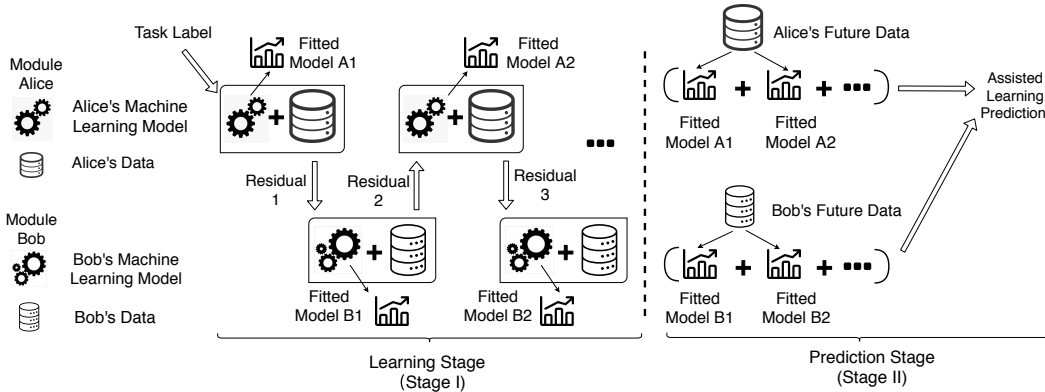 Module
Alice
Alice's Machine
Learning Model
Alice's Data
Module
Bob
Bob's Machine
Learning Model
Bob's Data
Task Label
Fitted
Model A1
Fitted
Model A2
Residual
1
Residual
2
Residual
3
Fitted
Model B1
Fitted
Model B2
Learning Stage
(Stage I)
Alice's Future Data
Fitted
Model A1
Fitted
Model A2
Assisted
Learning
Prediction
Bob's Future Data
Fitted
Model B1
Fitted
Model B2
Prediction Stage
(Stage II)